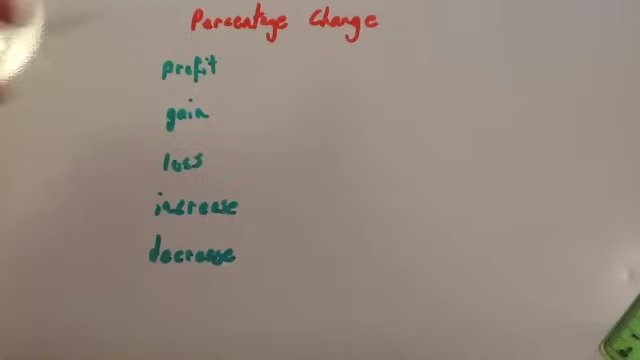 Percentage Change
profit
gain
loss
increase
decrease